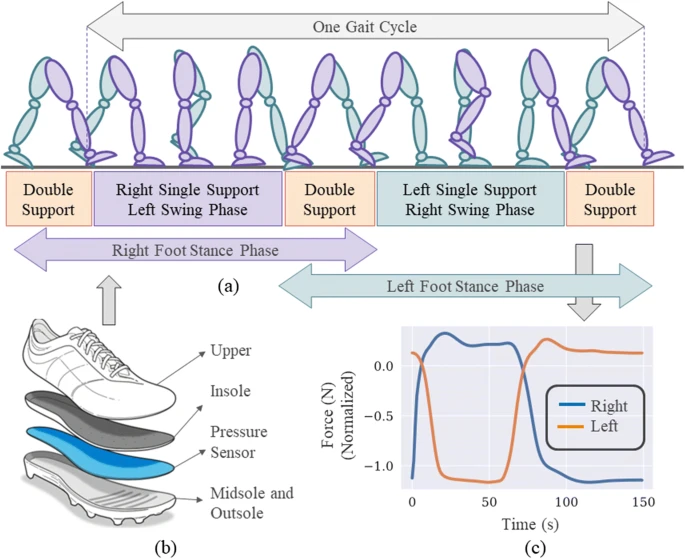 One Gait Cycle
Double
Support
Right Single Support
Left Swing Phase
Double
Support
Left Single Support
Right Swing Phase
Double
Support
Right Foot Stance Phase
(a)
Left Foot Stance Phase
Upper
Insole
Pressure
Sensor
Midsole and
Outsole
(b)
Force (N)
(Normalized)
0.0
−0.5
−1.0
Right
Left
0
50
100
150
Time (s)
(c)